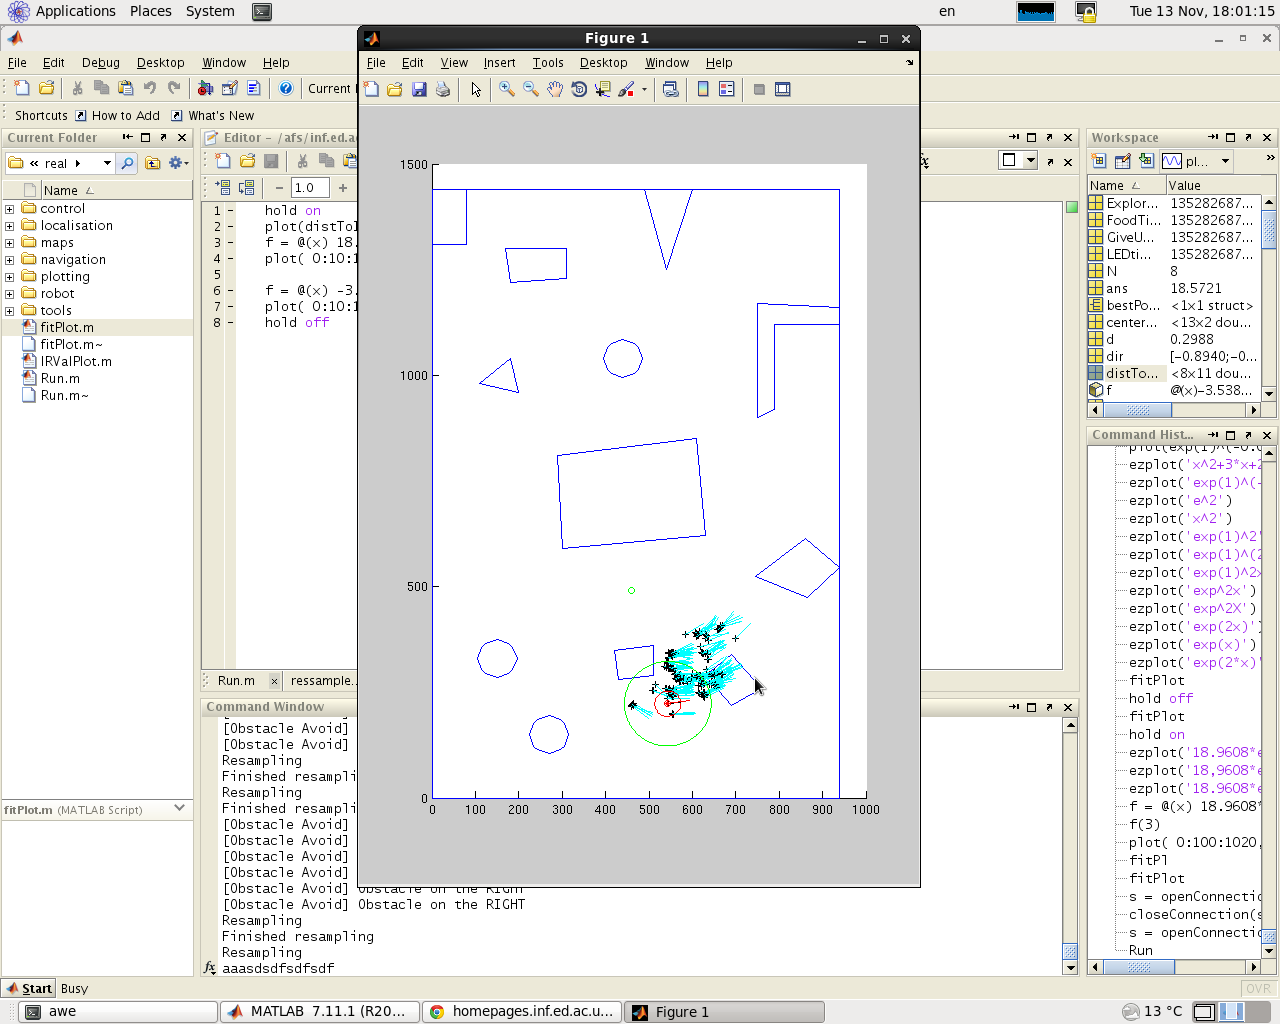 Applications Places System
en
Tue 13 Nov, 18:01:15
Figure 1
File Edit Debug Desktop Window Help
File Edit View Insert Tools Desktop Window Help
Shortcuts How to Add What's New
Current Folder
Editor - /afs/inf.ed.a
Workspace
« real
1.0
Name
control
localisation
maps
navigation
plotting
robot
tools
fitPlot.m
fitPlot.m~
IRValPlot.m
Run.m
Run.m~
fitPlot.m (MATLAB Script)
1 - hold on
2 - plot(distTo
3 - f = @(x) 18.
4 - plot( 0:10:1
5
6 - f = @(x) -3.
7 - plot( 0:10:1
8 - hold off
Run.m × ressample.
1500
1000
500
0
0 100 200 300 400 500 600 700 800 900 1000
Name Value
Explor... 135282687...
FoodTi... 135282687...
GiveU... 135282687...
LEDti... 135282687...
N 8
ans 18.5721
bestPo... <1x1 struct>
center... <13x2 dou...
d 0.2988
dir [-0.8940;-0...
distTo... <8x11 dou...
f @(x)-3.538...
Command Hist...
ezplot('x^2+3*x+2
ezplot('exp(1)^(-
ezplot('e^2')
ezplot('x^2')
ezplot('exp(1)^2'
ezplot('exp(1)^(2
ezplot('exp(1)^2x
ezplot('exp^2x')
ezplot('exp^2X')
ezplot('exp(2x)')
ezplot('exp(x)')
ezplot('exp(2*x)'
fitPlot
hold off
fitPlot
hold on
ezplot('18.9608*e
ezplot('18,9608*e
ezplot('18.9608*e
f = @(x) 18.9608*
f(3)
plot( 0:100:1020,
fitPl
fitPlot
s = openConnectio
closeConnection(s
s = openConnectio
Run
Command Window
[Obstacle Avoid]
[Obstacle Avoid]
Resampling
Finished resampli
Resampling
Finished resampli
[Obstacle Avoid]
[Obstacle Avoid]
[Obstacle Avoid]
[Obstacle Avoid]
[Obstacle Avoid] Obstacle on the RIGHT
[Obstacle Avoid] Obstacle on the RIGHT
Resampling
Finished resampling
Resampling
fx aaasdsdfsdfsdf
Start Busy
OVR
awe
MATLAB 7.11.1 (R20...
homepages.inf.ed.ac.u...
Figure 1
13 °C